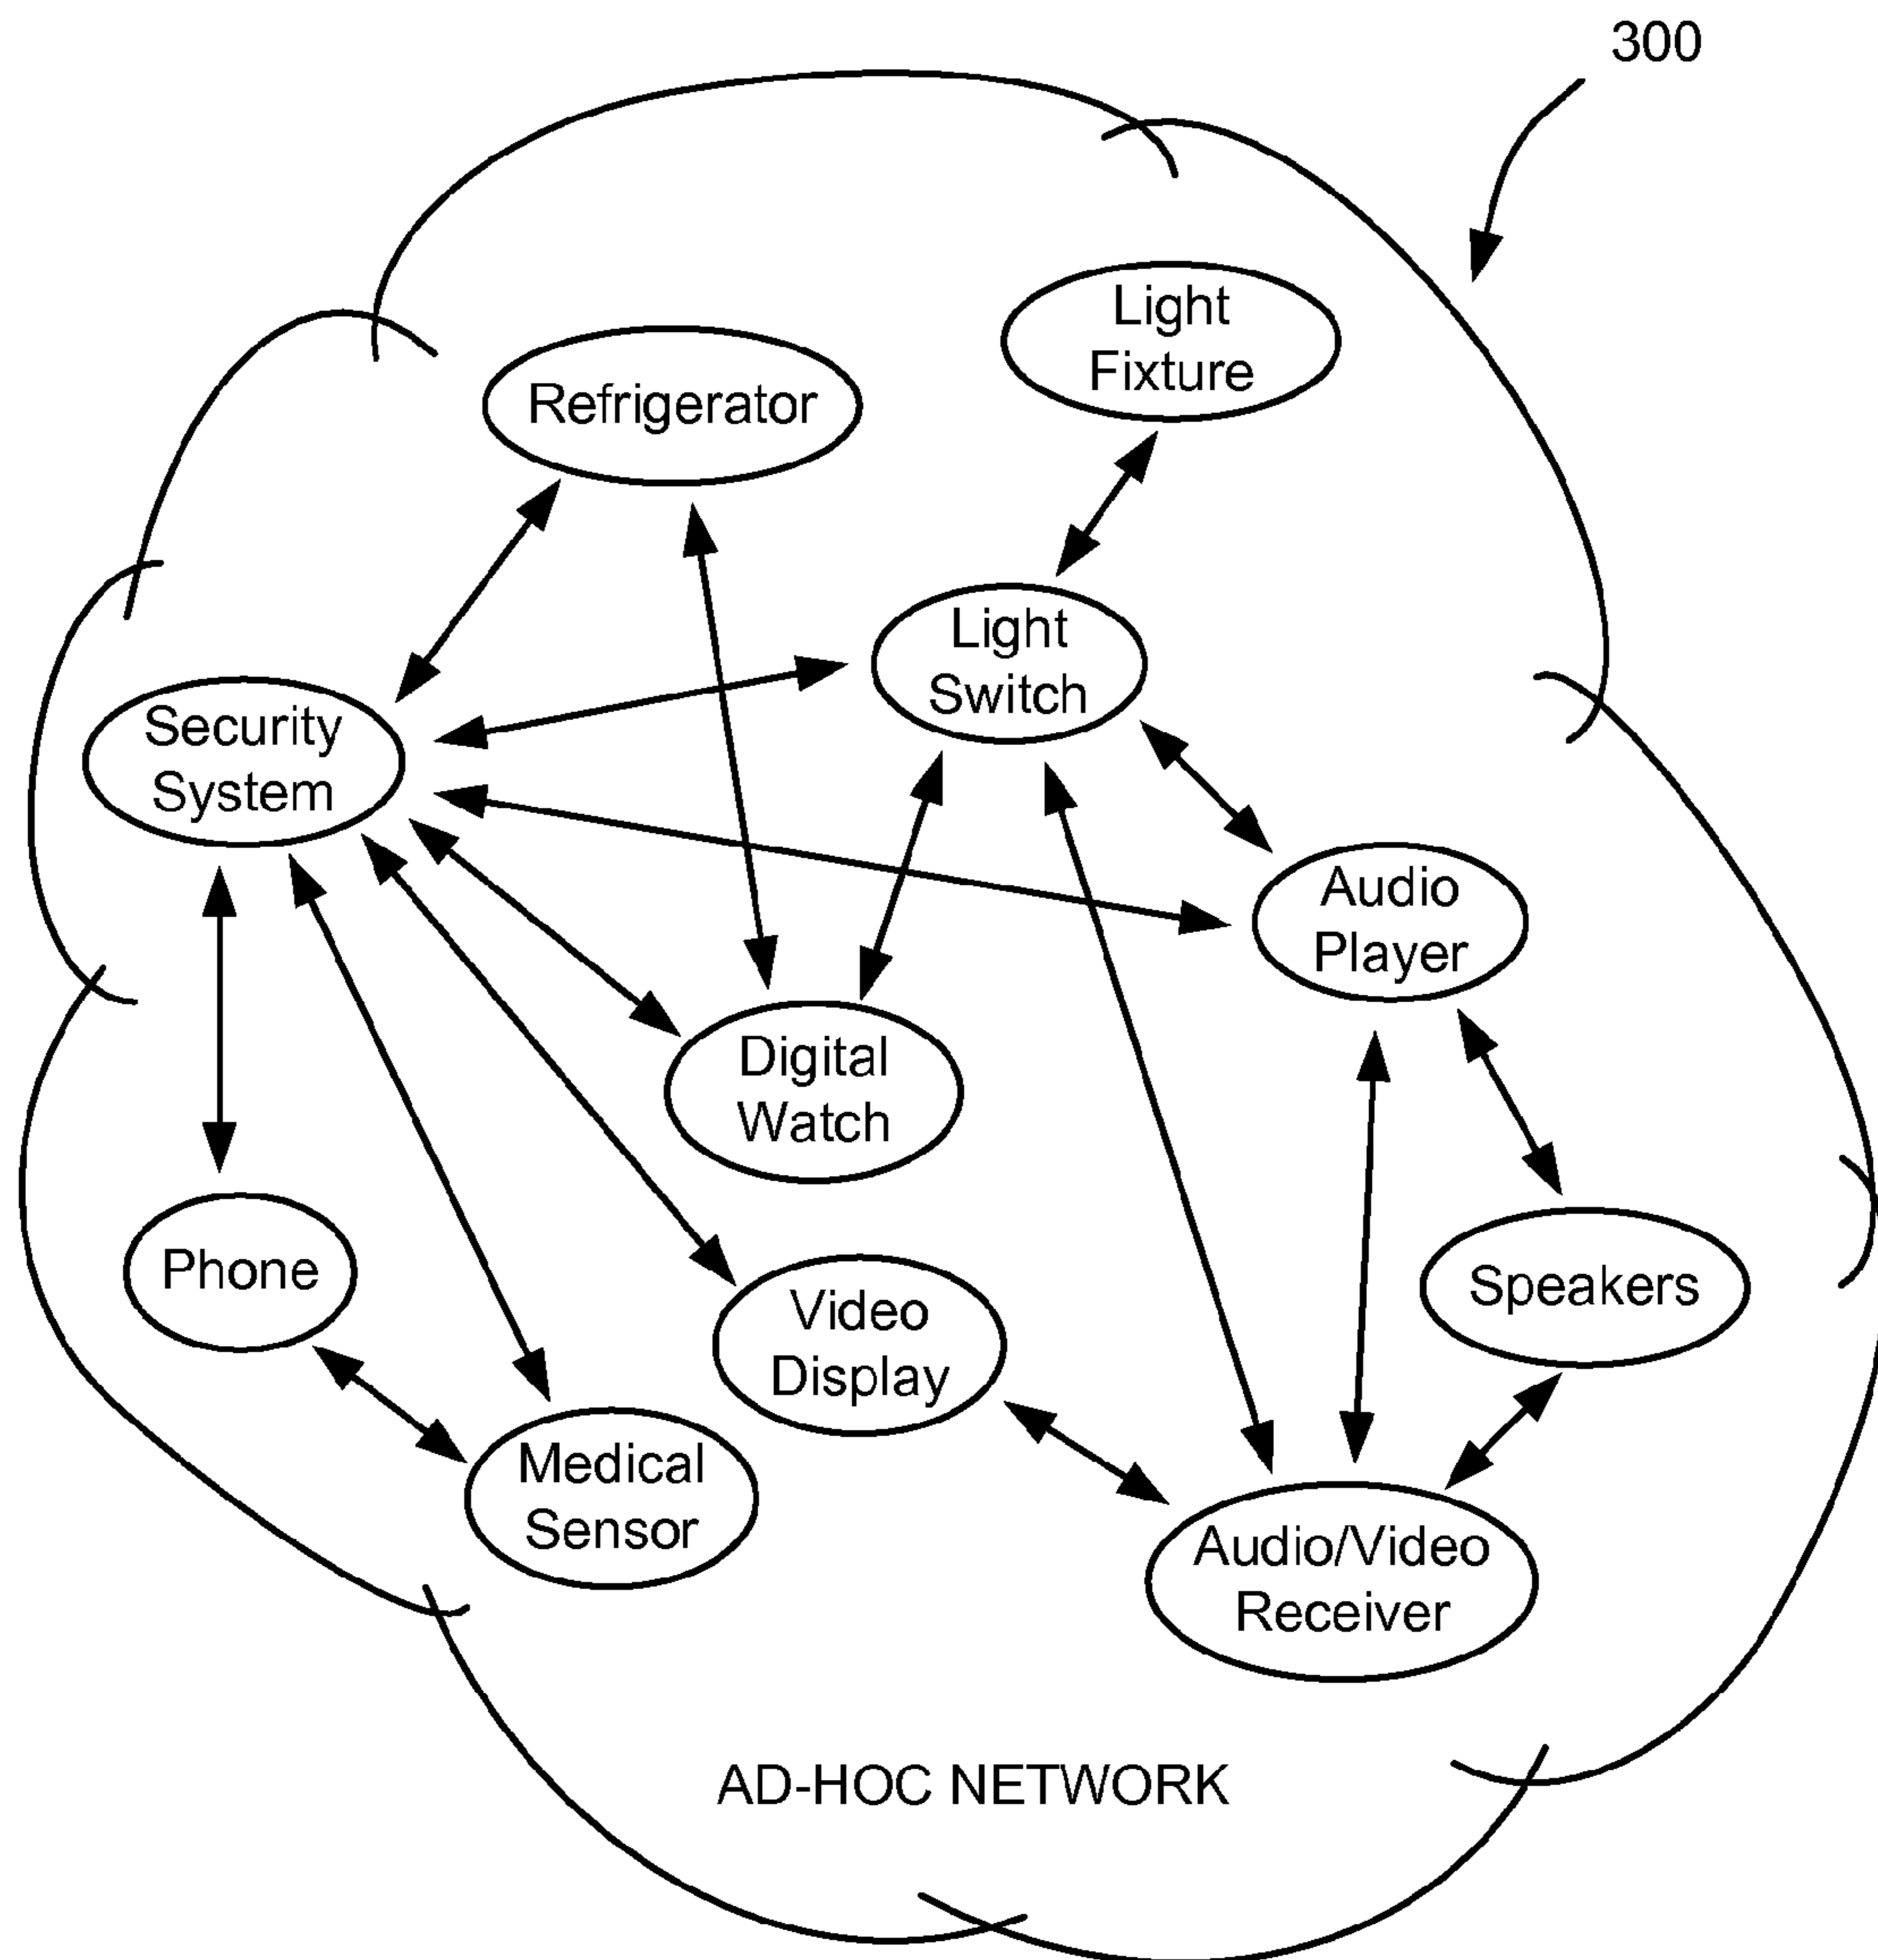 300
Light
Fixture
Refrigerator
Light
Switch
Security
System
Audio
Player
Digital
Watch
Phone
Speakers
Video
Display
Medical
Sensor
Audio/Video
Receiver
AD-HOC NETWORK